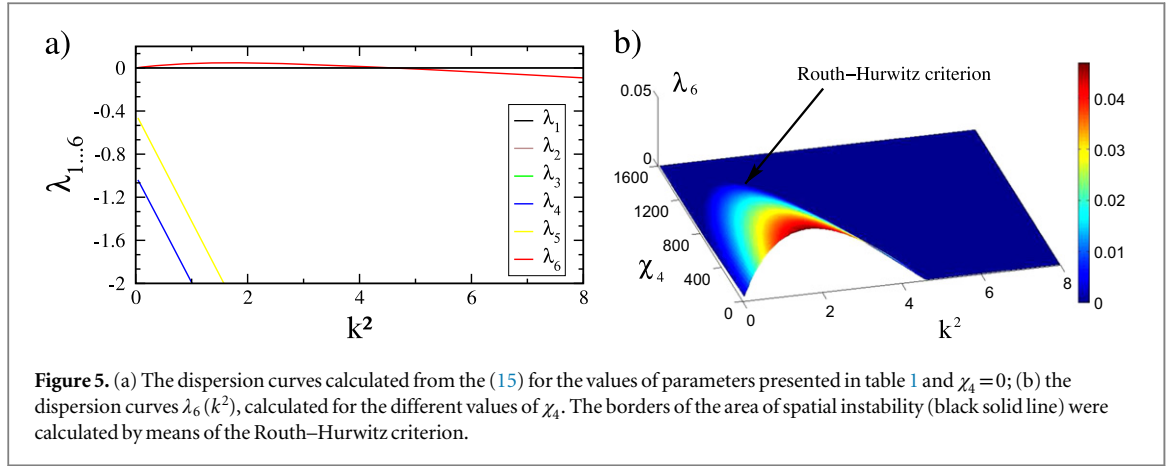 a)
0
-0.4
-0.8
-1.2
-1.6
-2
λ1...6
0 2 4 6 8
k²
λ1
λ2
λ3
λ4
λ5
λ6
b)
Routh–Hurwitz criterion
λ6
0.05
0
1600
1200
800
400
0
χ4
0 2 4 6 8
k²
0.04
0.03
0.02
0.01
0
Figure 5. (a) The dispersion curves calculated from the (15) for the values of parameters presented in table 1 and χ4 = 0; (b) the
dispersion curves λ6 (k²), calculated for the different values of χ4. The borders of the area of spatial instability (black solid line) were
calculated by means of the Routh–Hurwitz criterion.